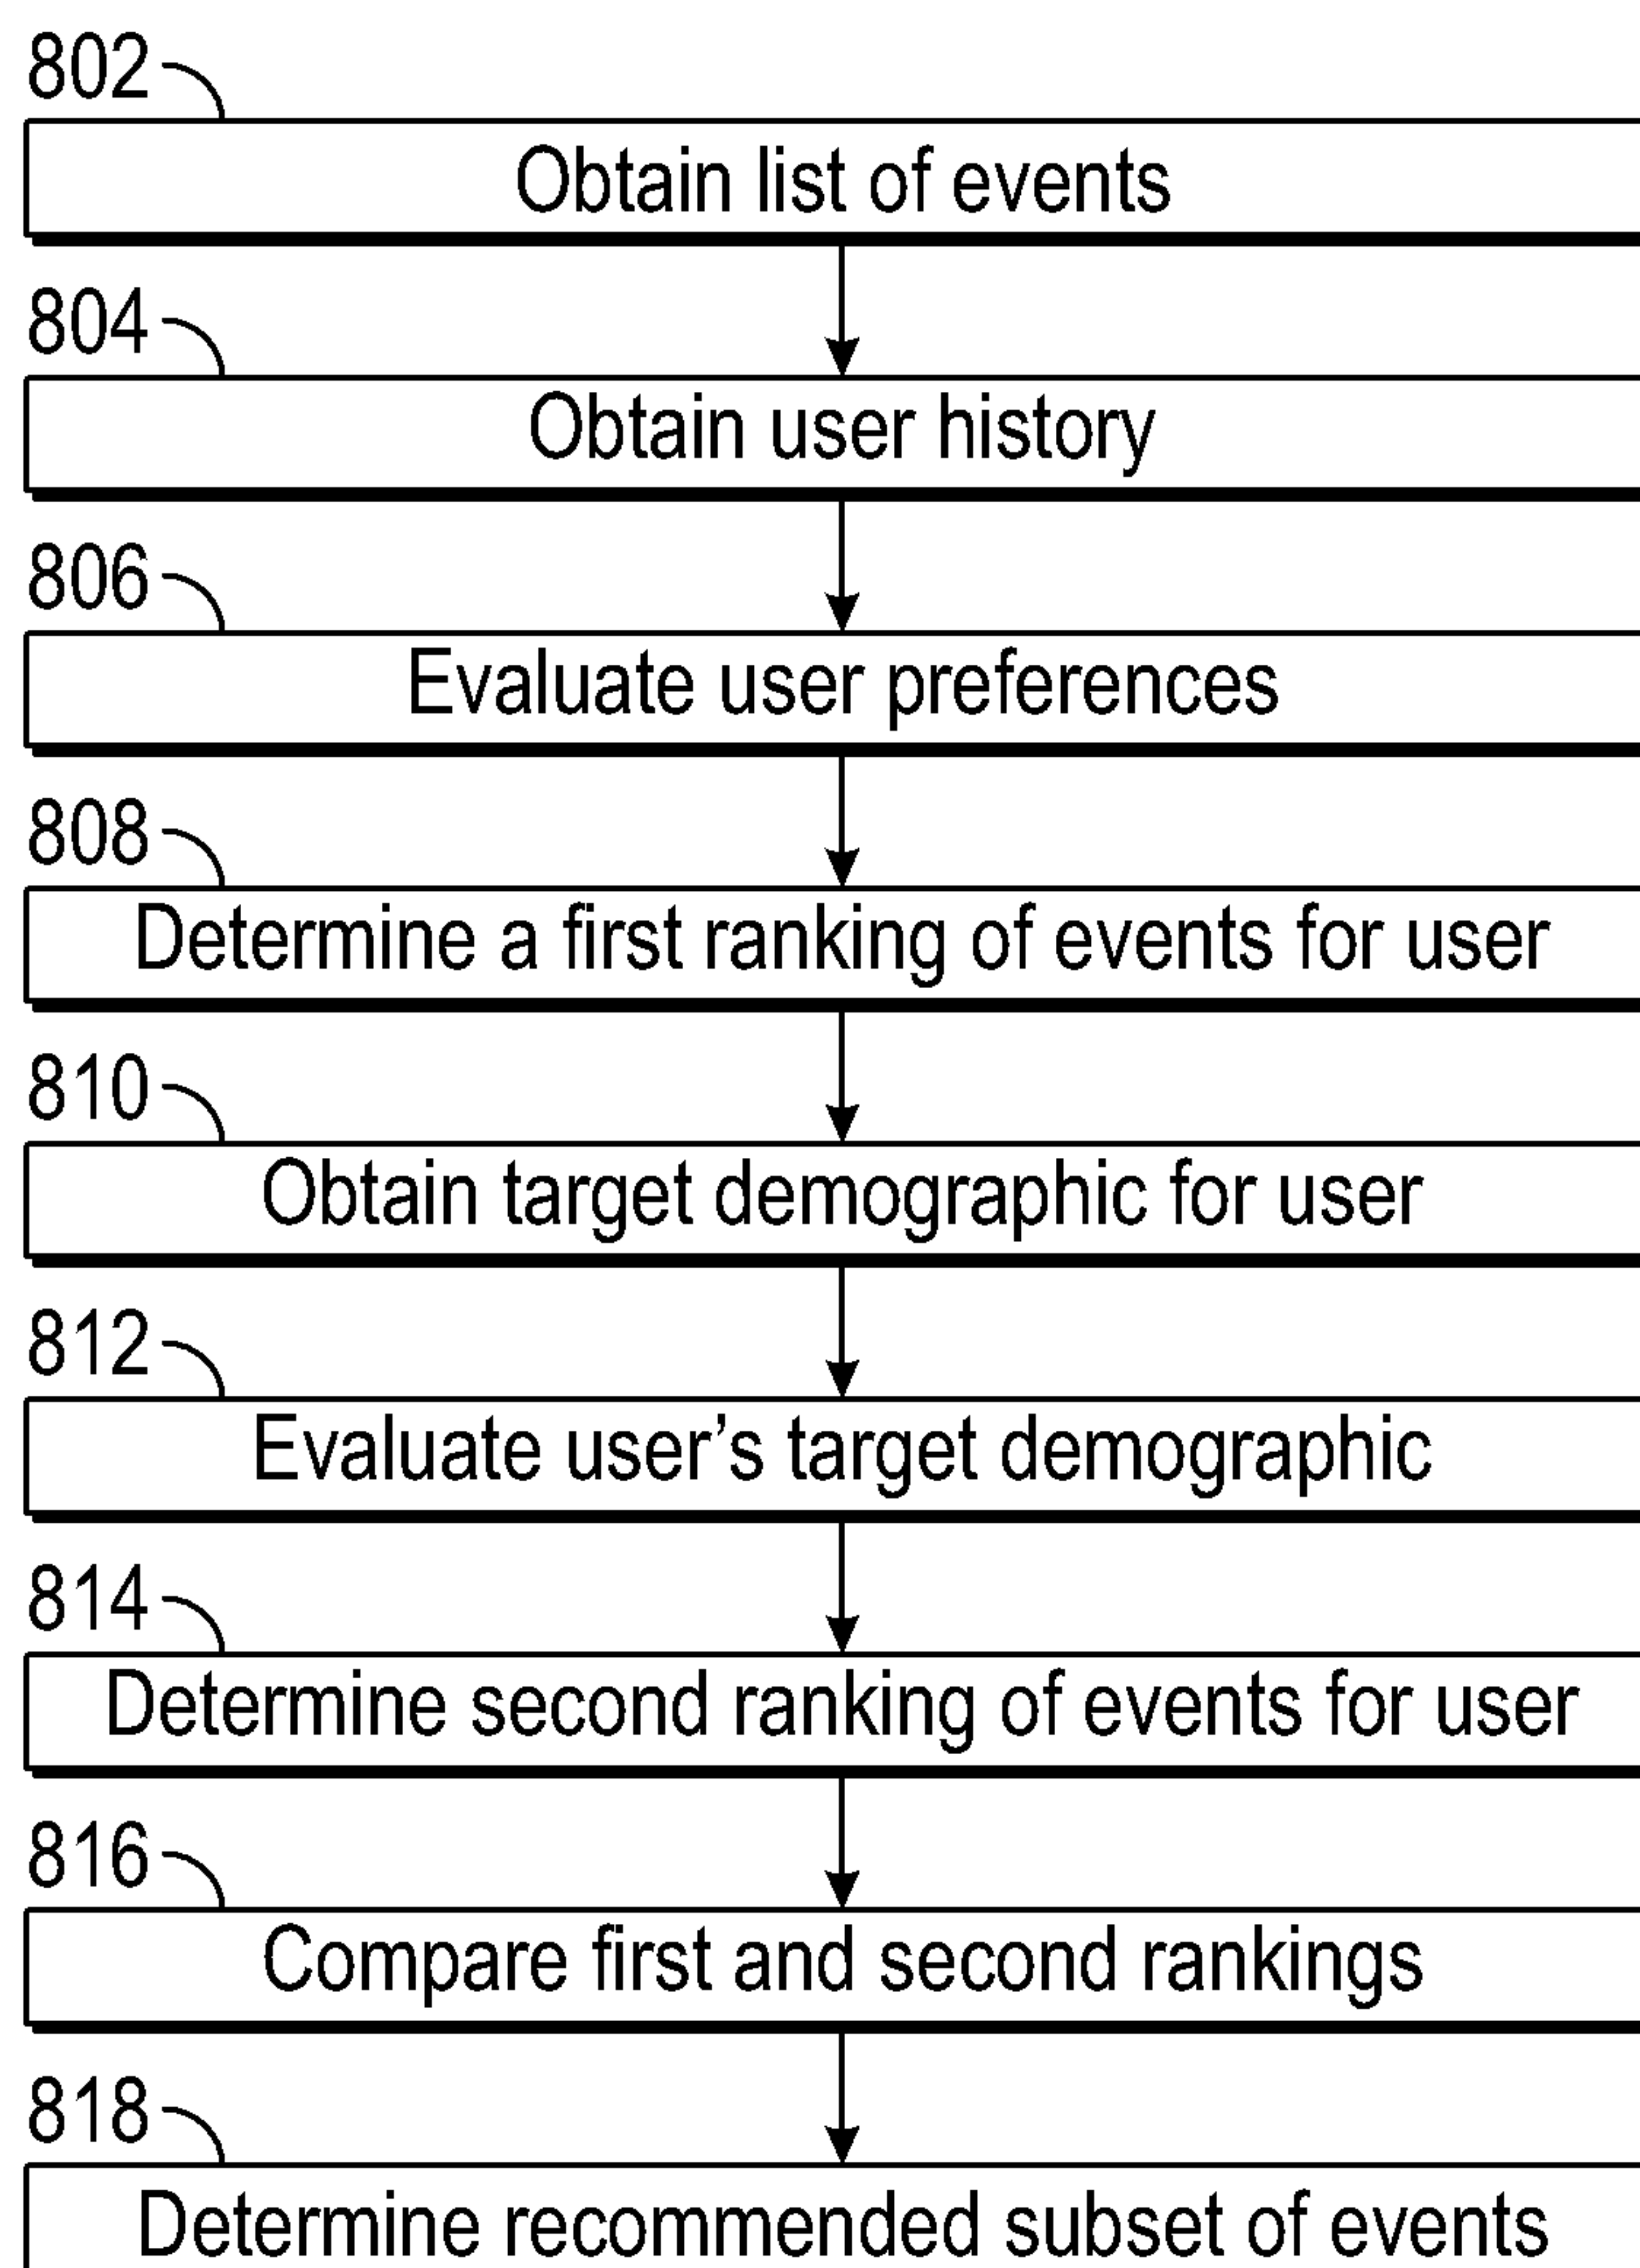 802
Obtain list of events
804
Obtain user history
806
Evaluate user preferences
808
Determine a first ranking of events for user
810
Obtain target demographic for user
812
Evaluate user’s target demographic
814
Determine second ranking of events for user
816
Compare first and second rankings
818
Determine recommended subset of events